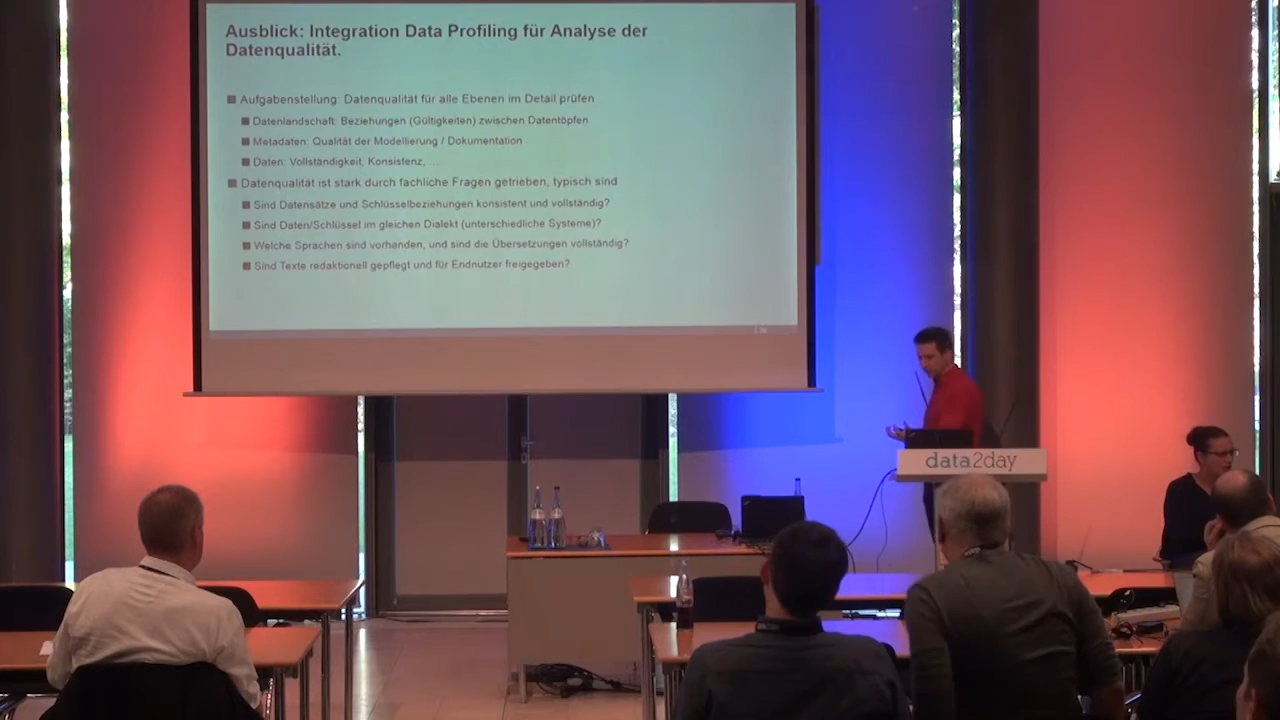 Ausblick: Integration Data Profiling für Analyse der
Datenqualität.
Aufgabenstellung: Datenqualität für alle Ebenen im Detail prüfen
Datenlandschaft: Beziehungen (Gültigkeiten) zwischen Datentöpfen
Metadaten: Qualität der Modellierung / Dokumentation
Daten: Vollständigkeit, Konsistenz, ...
Datenqualität ist stark durch fachliche Fragen getrieben, typisch sind
Sind Datensätze und Schlüsselbeziehungen konsistent und vollständig?
Sind Daten/Schlüssel im gleichen Dialekt (unterschiedliche Systeme)?
Welche Sprachen sind vorhanden, und sind die Übersetzungen vollständig?
Sind Texte redaktionell gepflegt und für Endnutzer freigegeben?
data2day